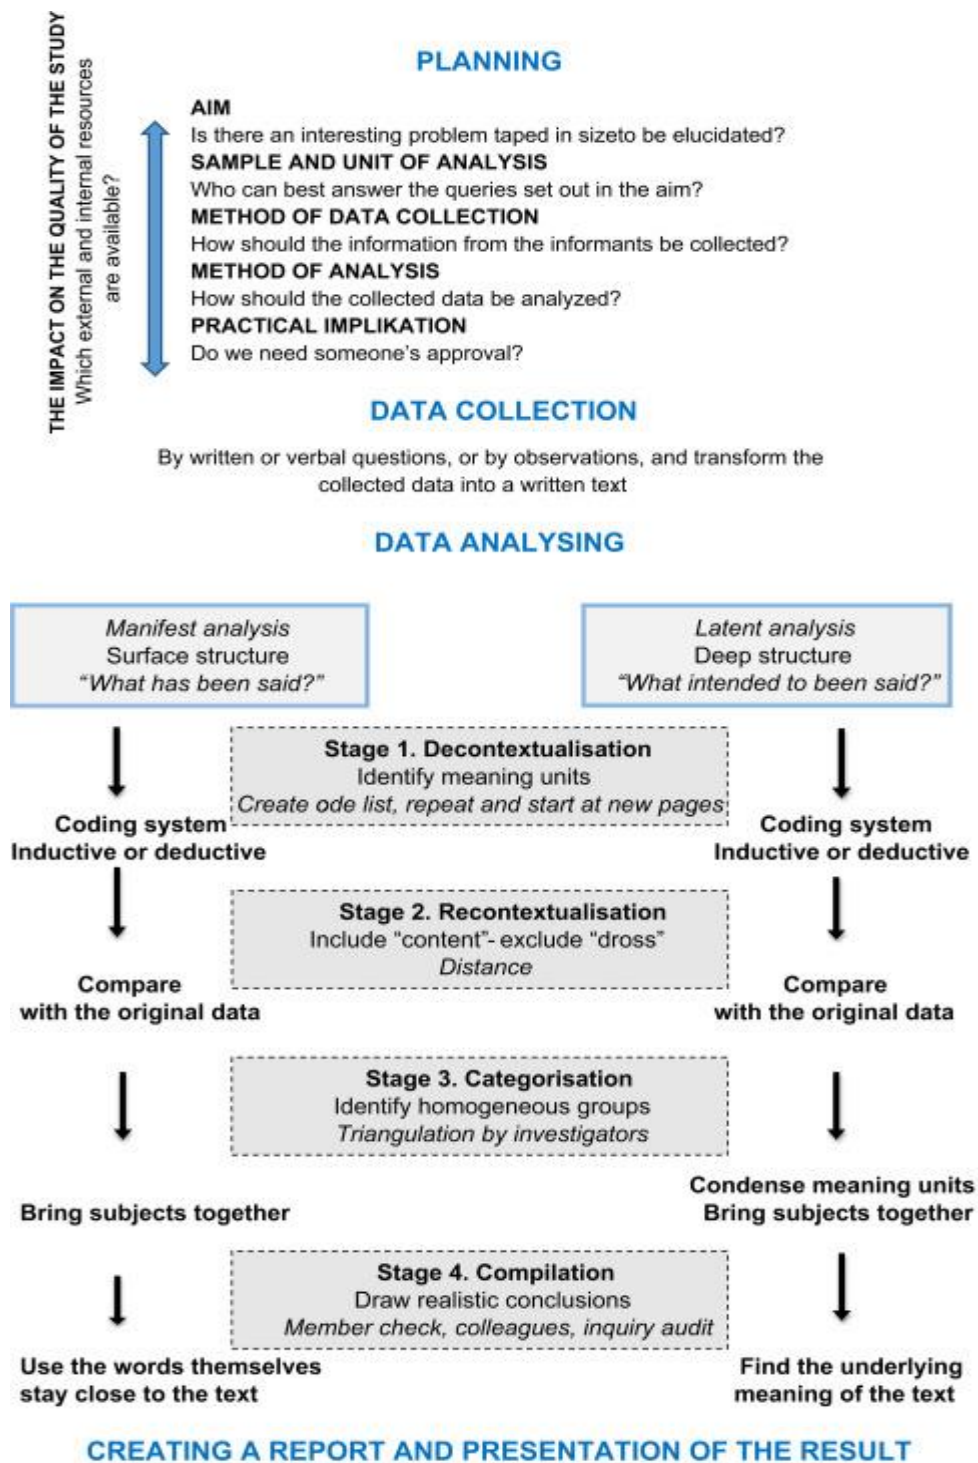 THE IMPACT ON THE QUALITY OF THE STUDY
Which external and internal resources
are available?
PLANNING
AIM
Is there an interesting problem taped in sizeto be elucidated?
SAMPLE AND UNIT OF ANALYSIS
Who can best answer the queries set out in the aim?
METHOD OF DATA COLLECTION
How should the information from the informants be collected?
METHOD OF ANALYSIS
How should the collected data be analyzed?
PRACTICAL IMPLIKATION
Do we need someone's approval?
DATA COLLECTION
By written or verbal questions, or by observations, and transform the
collected data into a written text
DATA ANALYSING
Manifest analysis
Surface structure
“What has been said?”
Latent analysis
Deep structure
“What intended to been said?”
Stage 1. Decontextualisation
Identify meaning units
Create ode list, repeat and start at new pages
Coding system
Inductive or deductive
Coding system
Inductive or deductive
Stage 2. Recontextualisation
Include “content”- exclude “dross”
Distance
Compare
with the original data
Compare
with the original data
Stage 3. Categorisation
Identify homogeneous groups
Triangulation by investigators
Bring subjects together
Condense meaning units
Bring subjects together
Stage 4. Compilation
Draw realistic conclusions
Member check, colleagues, inquiry audit
Use the words themselves
stay close to the text
Find the underlying
meaning of the text
CREATING A REPORT AND PRESENTATION OF THE RESULT